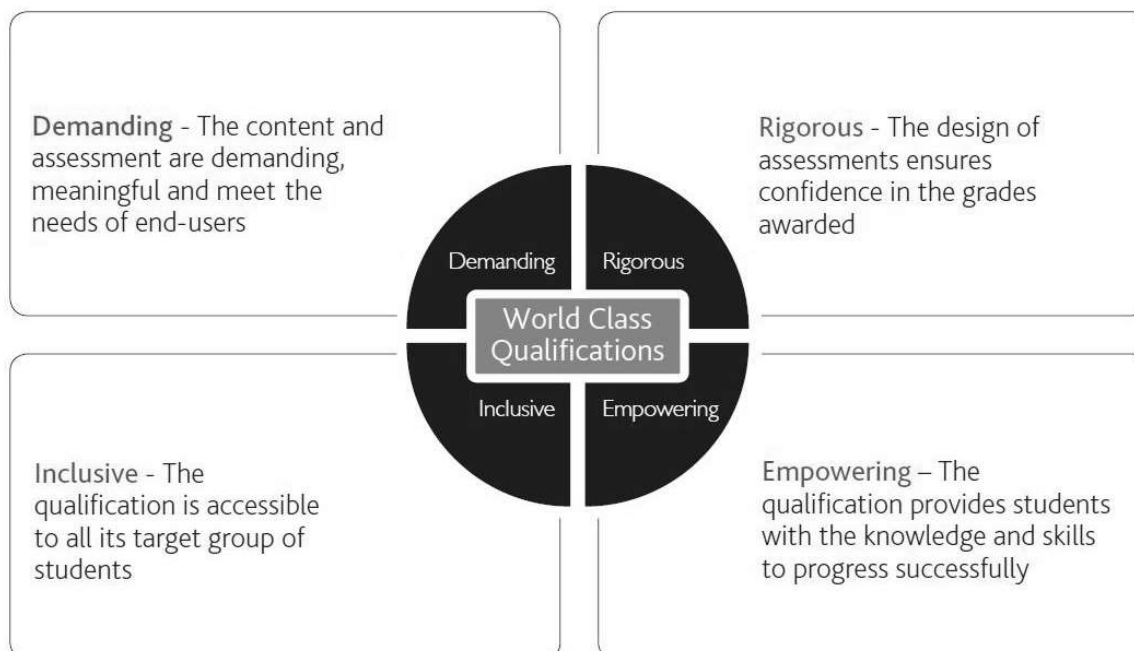 Demanding - The content and
assessment are demanding,
meaningful and meet the
needs of end-users
Rigorous - The design of
assessments ensures
confidence in the grades
awarded
Demanding
Rigorous
World Class
Qualifications
Inclusive
Empowering
Inclusive - The
qualification is accessible
to all its target group of
students
Empowering – The
qualification provides students
with the knowledge and skills
to progress successfully